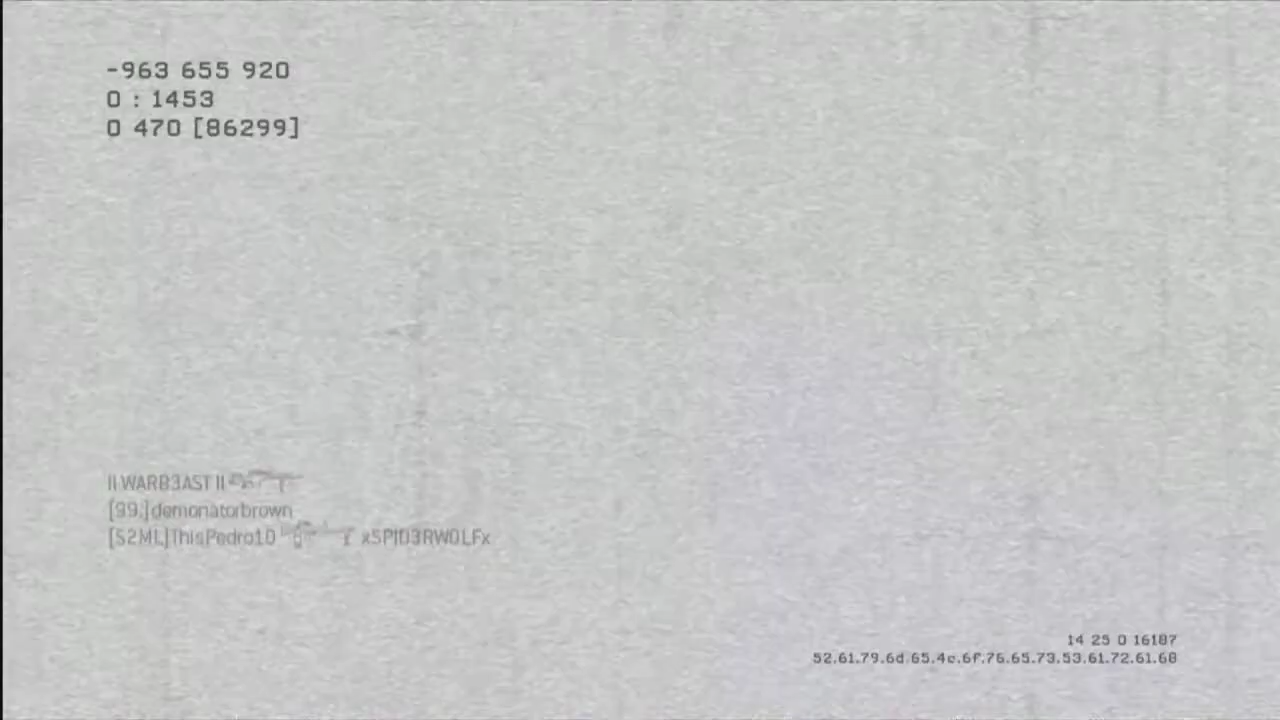 -963 655 920
0 : 1453
0 470 [86299]
II WARB3AST II
[99.]demonatorbrown
[S2ML]ThisPedro10 xSPID3RWOLFx
14 25 0 16187
52.61.79.6d.65.4c.6f.76.65.73.53.61.72.61.68